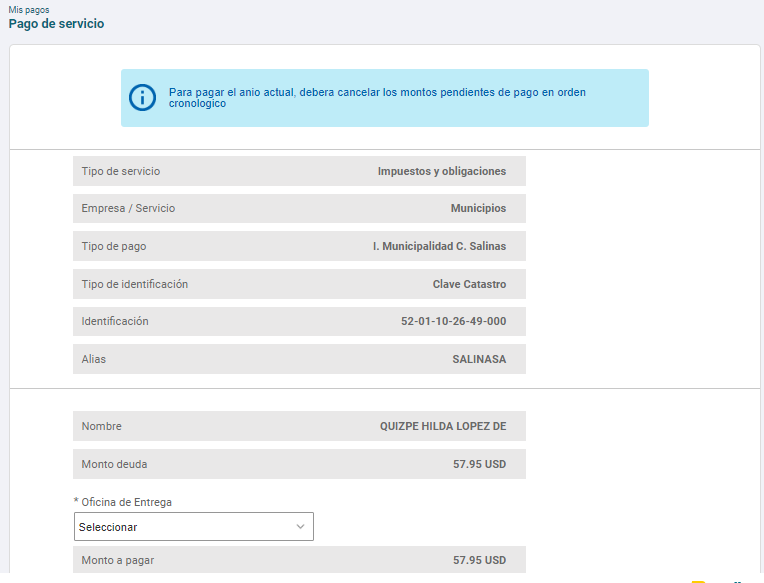 Mis pagos
Pago de servicio
Para pagar el anio actual, debera cancelar los montos pendientes de pago en orden
cronologico
Tipo de servicio Impuestos y obligaciones
Empresa / Servicio Municipios
Tipo de pago I. Municipalidad C. Salinas
Tipo de identificación Clave Catastro
Identificación 52-01-10-26-49-000
Alias SALINASA
Nombre QUIZPE HILDA LOPEZ DE
Monto deuda 57.95 USD
* Oficina de Entrega
Seleccionar
Monto a pagar 57.95 USD